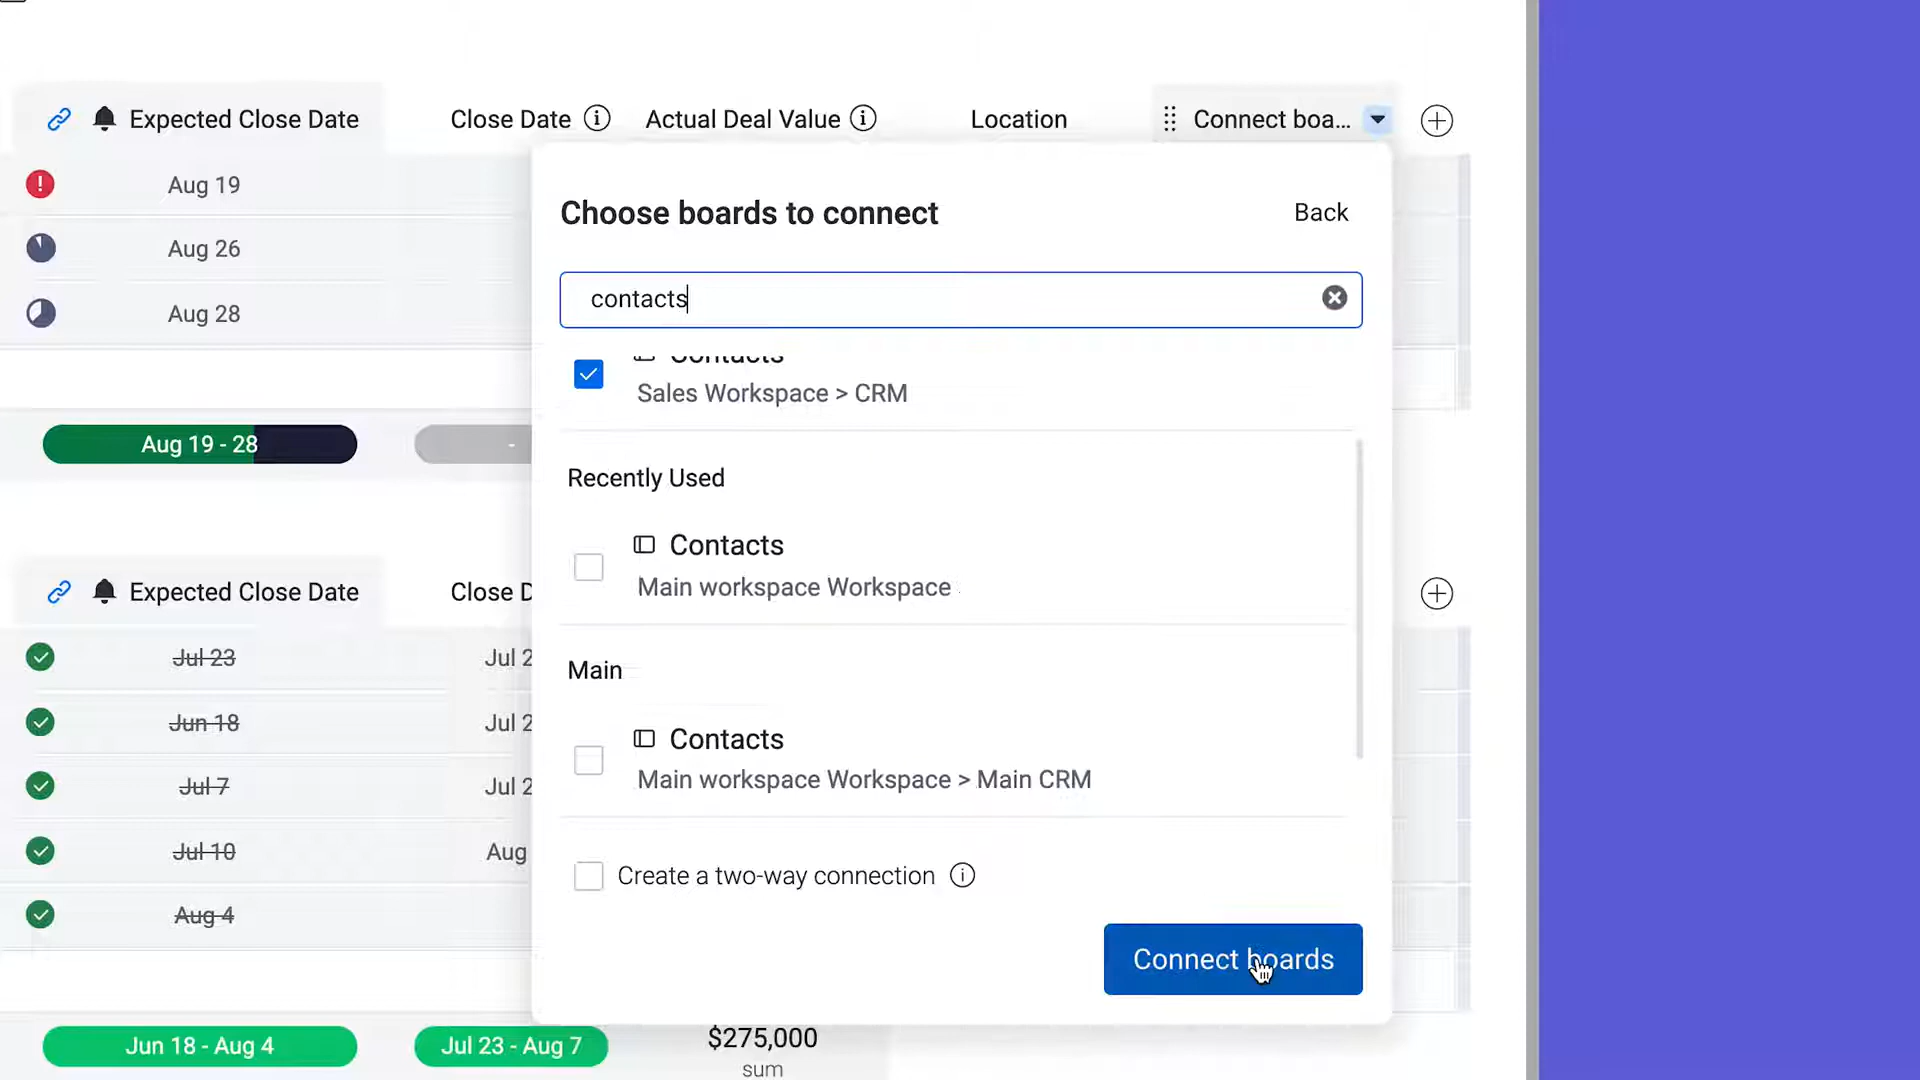 Expected Close Date
Close Date
Actual Deal Value
Location
Connect boa...
Aug 19
Aug 26
Aug 28
Aug 19 - 28
-
Choose boards to connect
Back
contacts
Contacts
Sales Workspace > CRM
Recently Used
Contacts
Main workspace Workspace
Main
Contacts
Main workspace Workspace > Main CRM
Create a two-way connection
Connect boards
Expected Close Date
Close D
Jul 23
Jul 2
Jun 18
Jul 2
Jul 7
Jul 2
Jul 10
Aug
Aug 4
Jun 18 - Aug 4
Jul 23 - Aug 7
$275,000
sum